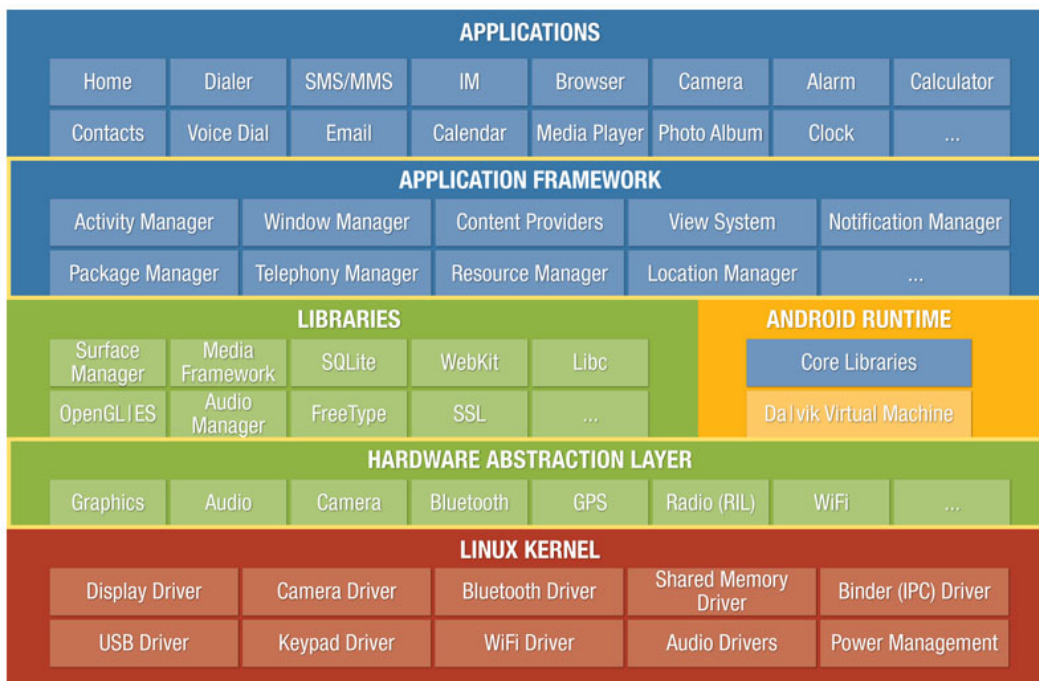 APPLICATIONS
Home Dialer SMS/MMS IM Browser Camera Alarm Calculator
Contacts Voice Dial Email Calendar Media Player Photo Album Clock ...
APPLICATION FRAMEWORK
Activity Manager Window Manager Content Providers View System Notification Manager
Package Manager Telephony Manager Resource Manager Location Manager ...
LIBRARIES
Surface Manager Media Framework SQLite WebKit Libc
OpenGL|ES Audio Manager FreeType SSL ...
ANDROID RUNTIME
Core Libraries
Da|vik Virtual Machine
HARDWARE ABSTRACTION LAYER
Graphics Audio Camera Bluetooth GPS Radio (RIL) WiFi ...
LINUX KERNEL
Display Driver Camera Driver Bluetooth Driver Shared Memory Driver Binder (IPC) Driver
USB Driver Keypad Driver WiFi Driver Audio Drivers Power Management